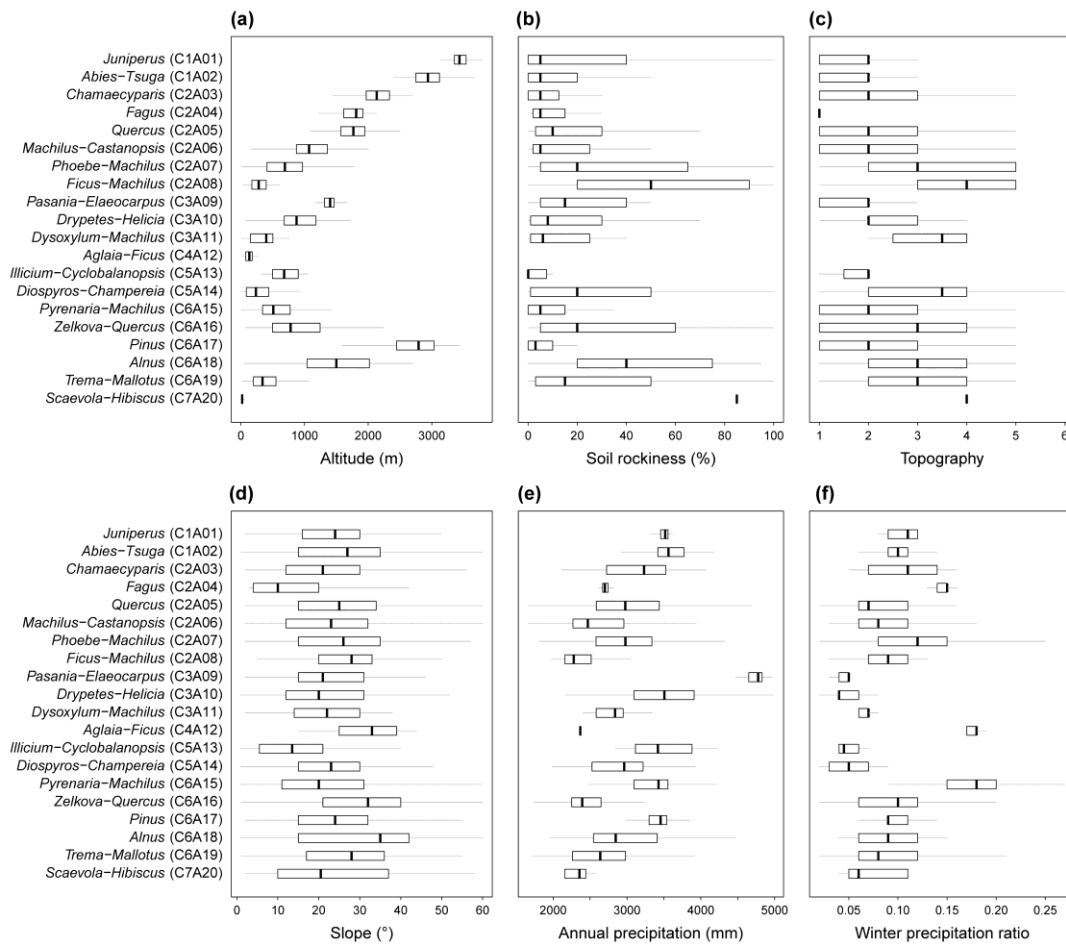 (a) (b) (c)
Juniperus (C1A01)
Abies−Tsuga (C1A02)
Chamaecyparis (C2A03)
Fagus (C2A04)
Quercus (C2A05)
Machilus−Castanopsis (C2A06)
Phoebe−Machilus (C2A07)
Ficus−Machilus (C2A08)
Pasania−Elaeocarpus (C3A09)
Drypetes−Helicia (C3A10)
Dysoxylum−Machilus (C3A11)
Aglaia−Ficus (C4A12)
Illicium−Cyclobalanopsis (C5A13)
Diospyros−Champereia (C5A14)
Pyrenaria−Machilus (C6A15)
Zelkova−Quercus (C6A16)
Pinus (C6A17)
Alnus (C6A18)
Trema−Mallotus (C6A19)
Scaevola−Hibiscus (C7A20)
0 1000 2000 3000 0 20 40 60 80 100 1 2 3 4 5 6
Altitude (m) Soil rockiness (%) Topography
(d) (e) (f)
Juniperus (C1A01)
Abies−Tsuga (C1A02)
Chamaecyparis (C2A03)
Fagus (C2A04)
Quercus (C2A05)
Machilus−Castanopsis (C2A06)
Phoebe−Machilus (C2A07)
Ficus−Machilus (C2A08)
Pasania−Elaeocarpus (C3A09)
Drypetes−Helicia (C3A10)
Dysoxylum−Machilus (C3A11)
Aglaia−Ficus (C4A12)
Illicium−Cyclobalanopsis (C5A13)
Diospyros−Champereia (C5A14)
Pyrenaria−Machilus (C6A15)
Zelkova−Quercus (C6A16)
Pinus (C6A17)
Alnus (C6A18)
Trema−Mallotus (C6A19)
Scaevola−Hibiscus (C7A20)
0 10 20 30 40 50 60 2000 3000 4000 5000 0.05 0.10 0.15 0.20 0.25
Slope (°) Annual precipitation (mm) Winter precipitation ratio